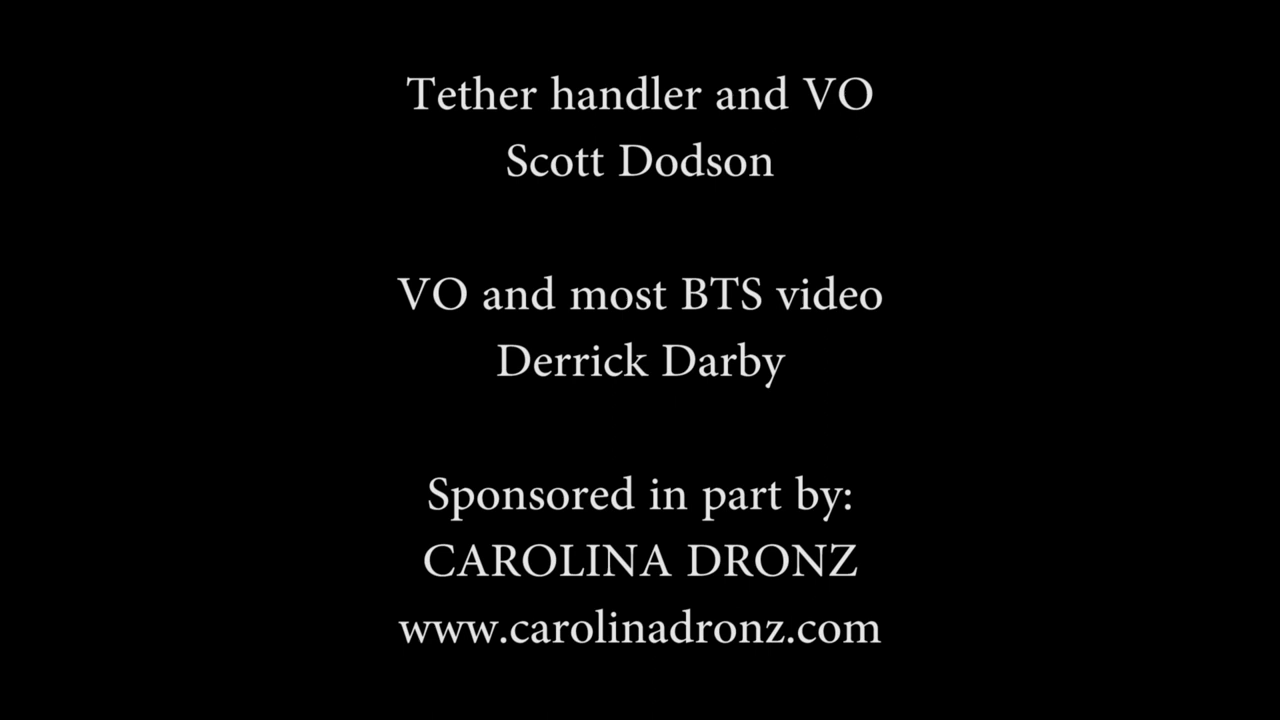 Tether handler and VO
Scott Dodson
VO and most BTS video
Derrick Darby
Sponsored in part by:
CAROLINA DRONZ
www.carolinadronz.com